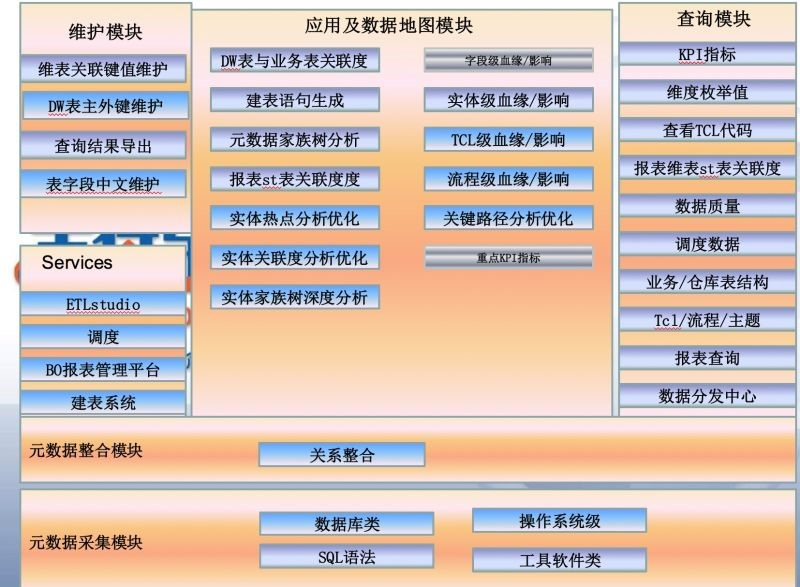 维护模块
维表关联键值维护
DW表主外键维护
查询结果导出
表字段中文维护
Services
ETLstudio
调度
BO报表管理平台
建表系统
应用及数据地图模块
DW表与业务表关联度
字段级血缘/影响
建表语句生成
实体级血缘/影响
元数据家族树分析
TCL级血缘/影响
报表st表关联度度
流程级血缘/影响
实体热点分析优化
关键路径分析优化
实体关联度分析优化
重点KPI指标
实体家族树深度分析
查询模块
KPI指标
维度枚举值
查看TCL代码
报表维表st表关联度
数据质量
调度数据
业务/仓库表结构
Tcl/流程/主题
报表查询
数据分发中心
元数据整合模块
关系整合
元数据采集模块
数据库类
操作系统级
SQL语法
工具软件类